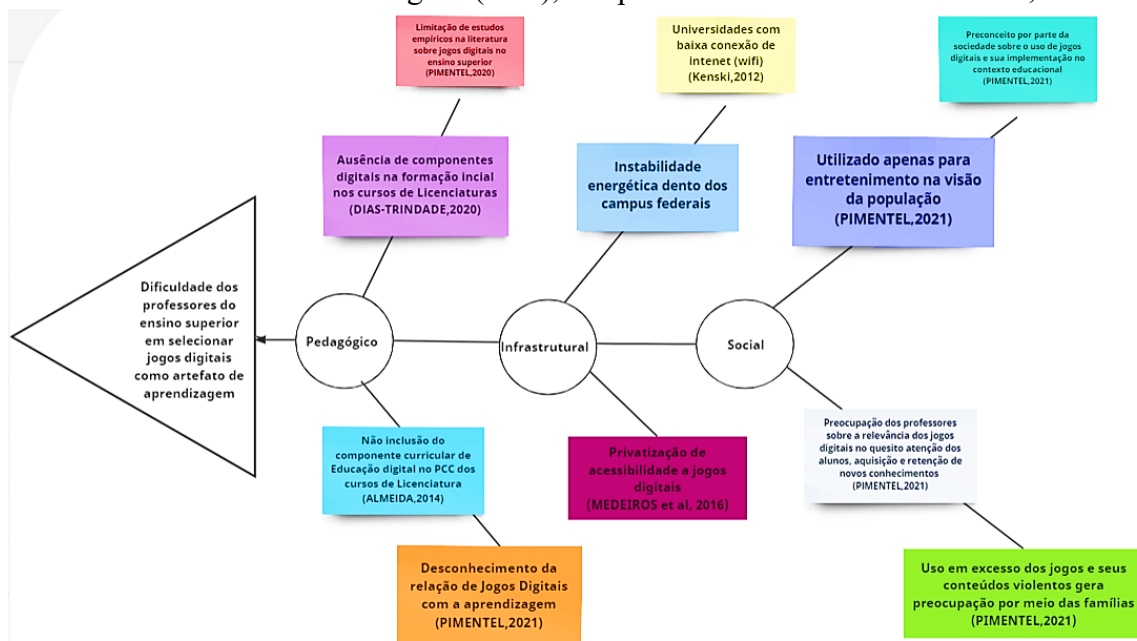 Limitação de estudos
empíricos na literatura
sobre jogos digitais no
ensino superior
(PIMENTEL,2020)
Universidades com
baixa conexão de
intenet (wifi)
(Kenski,2012)
Preconceito por parte da
sociedade sobre o uso de jogos
digitais e sua implementação no
contexto educacional
(PIMENTEL,2021)
Ausência de componentes
digitais na formação incial
nos cursos de Licenciaturas
(DIAS-TRINDADE,2020)
Instabilidade
energética dento dos
campus federais
Utilizado apenas para
entretenimento na visão
da população
(PIMENTEL,2021)
Dificuldade dos
professores do
ensino superior
em selecionar
jogos digitais
como artefato de
aprendizagem
Pedagógico
Infrastrutural
Social
Não inclusão do
componente curricular de
Educação digital no PCC dos
cursos de Licenciatura
(ALMEIDA,2014)
Privatização de
acessibilidade a jogos
digitais
(MEDEIROS et al, 2016)
Preocupação dos professores
sobre a relevância dos jogos
digitais no quesito atenção dos
alunos, aquisição e retenção de
novos conhecimentos
(PIMENTEL,2021)
Desconhecimento da
relação de Jogos Digitais
com a aprendizagem
(PIMENTEL,2021)
Uso em excesso dos jogos e seus
conteúdos violentos gera
preocupação por meio das famílias
(PIMENTEL,2021)